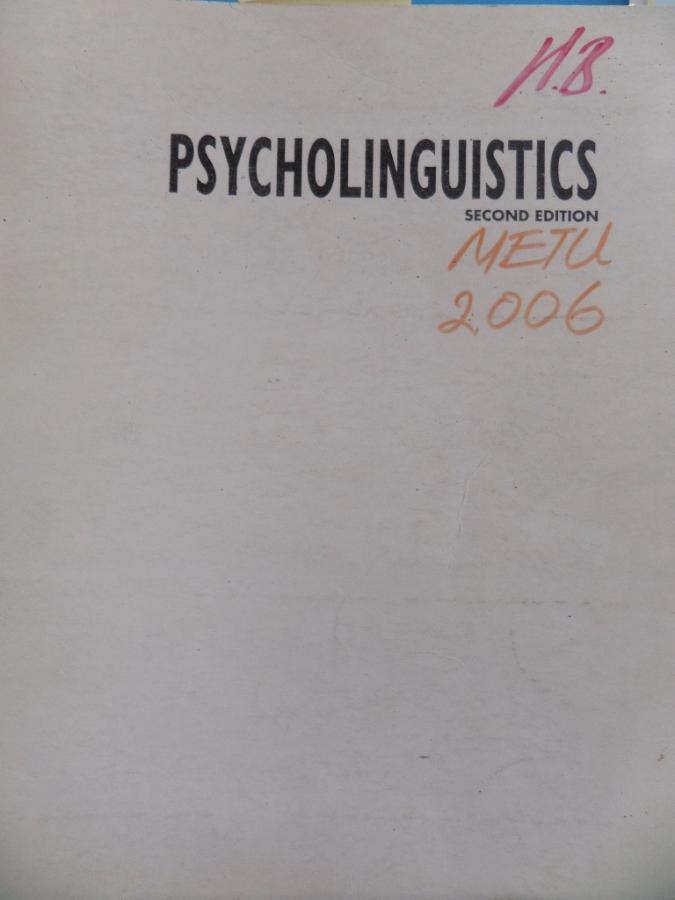 H.B.
PSYCHOLINGUISTICS
SECOND EDITION
METU
2006